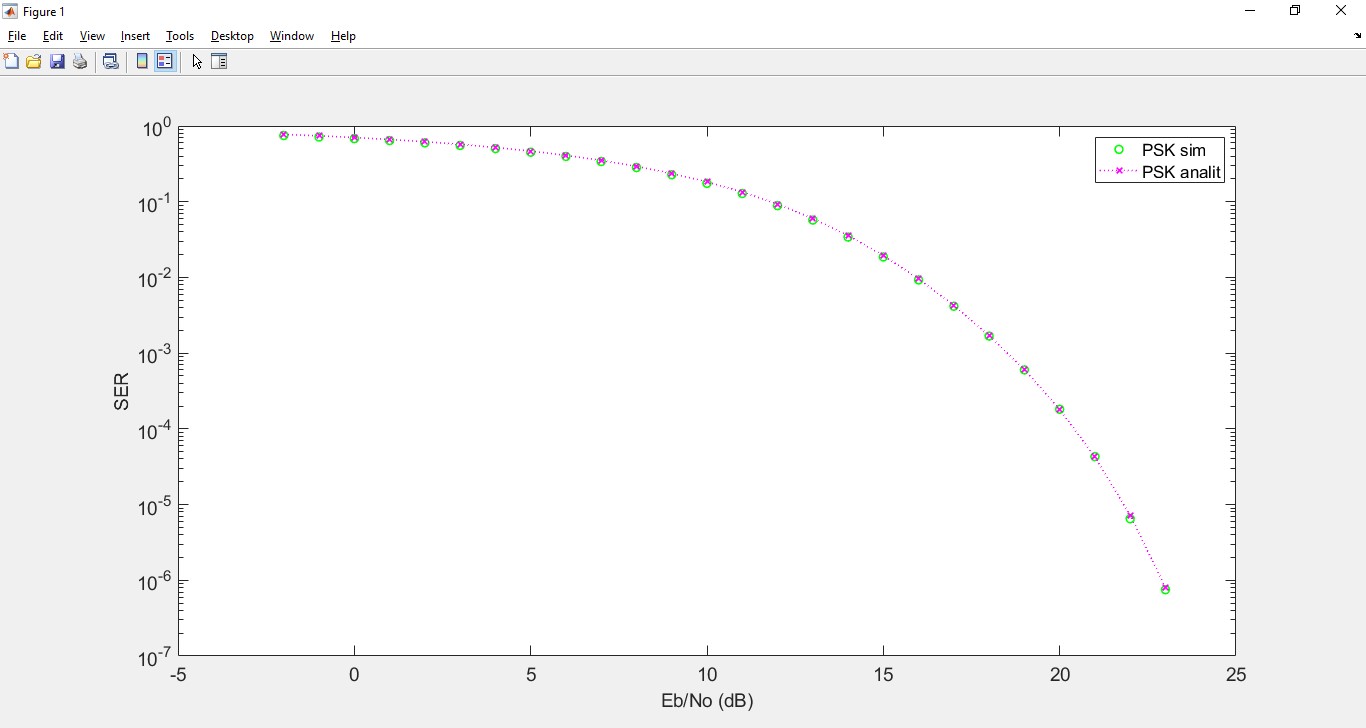 Figure 1
File Edit View Insert Tools Desktop Window Help
PSK sim
PSK analit
10^0
10^-1
10^-2
10^-3
10^-4
10^-5
10^-6
10^-7
SER
-5 0 5 10 15 20 25
Eb/No (dB)